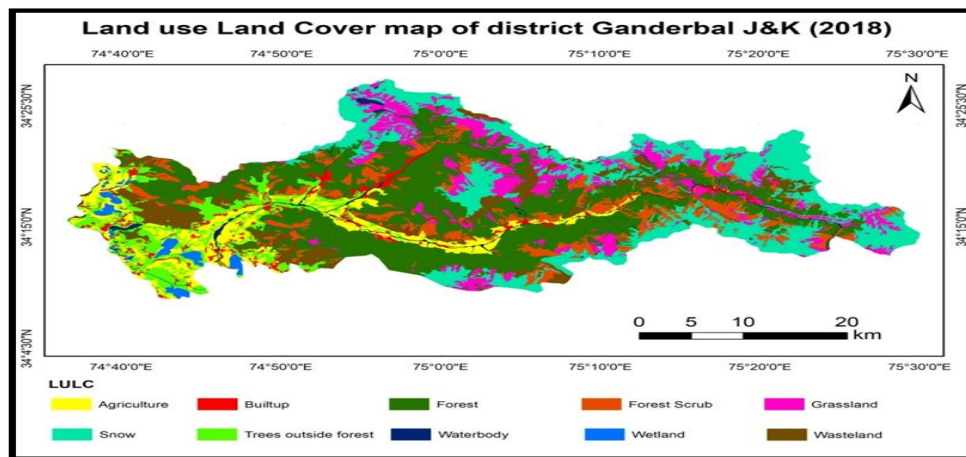 Land use Land Cover map of district Ganderbal J&K (2018)
74°40'0"E 74°50'0"E 75°0'0"E 75°10'0"E 75°20'0"E 75°30'0"E
N
34°25'30"N 34°25'30"N
34°15'0"N 34°15'0"N
34°4'30"N 34°4'30"N
0 5 10 20
km
74°40'0"E 74°50'0"E 75°0'0"E 75°10'0"E 75°20'0"E 75°30'0"E
LULC
Agriculture Builtup Forest Forest Scrub Grassland
Snow Trees outside forest Waterbody Wetland Wasteland